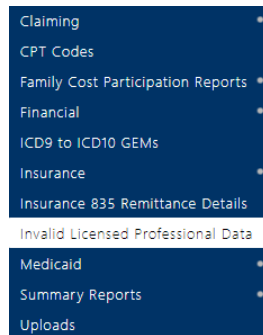 Claiming
CPT Codes
Family Cost Participation Reports
Financial
ICD9 to ICD10 GEMs
Insurance
Insurance 835 Remittance Details
Invalid Licensed Professional Data
Medicaid
Summary Reports
Uploads